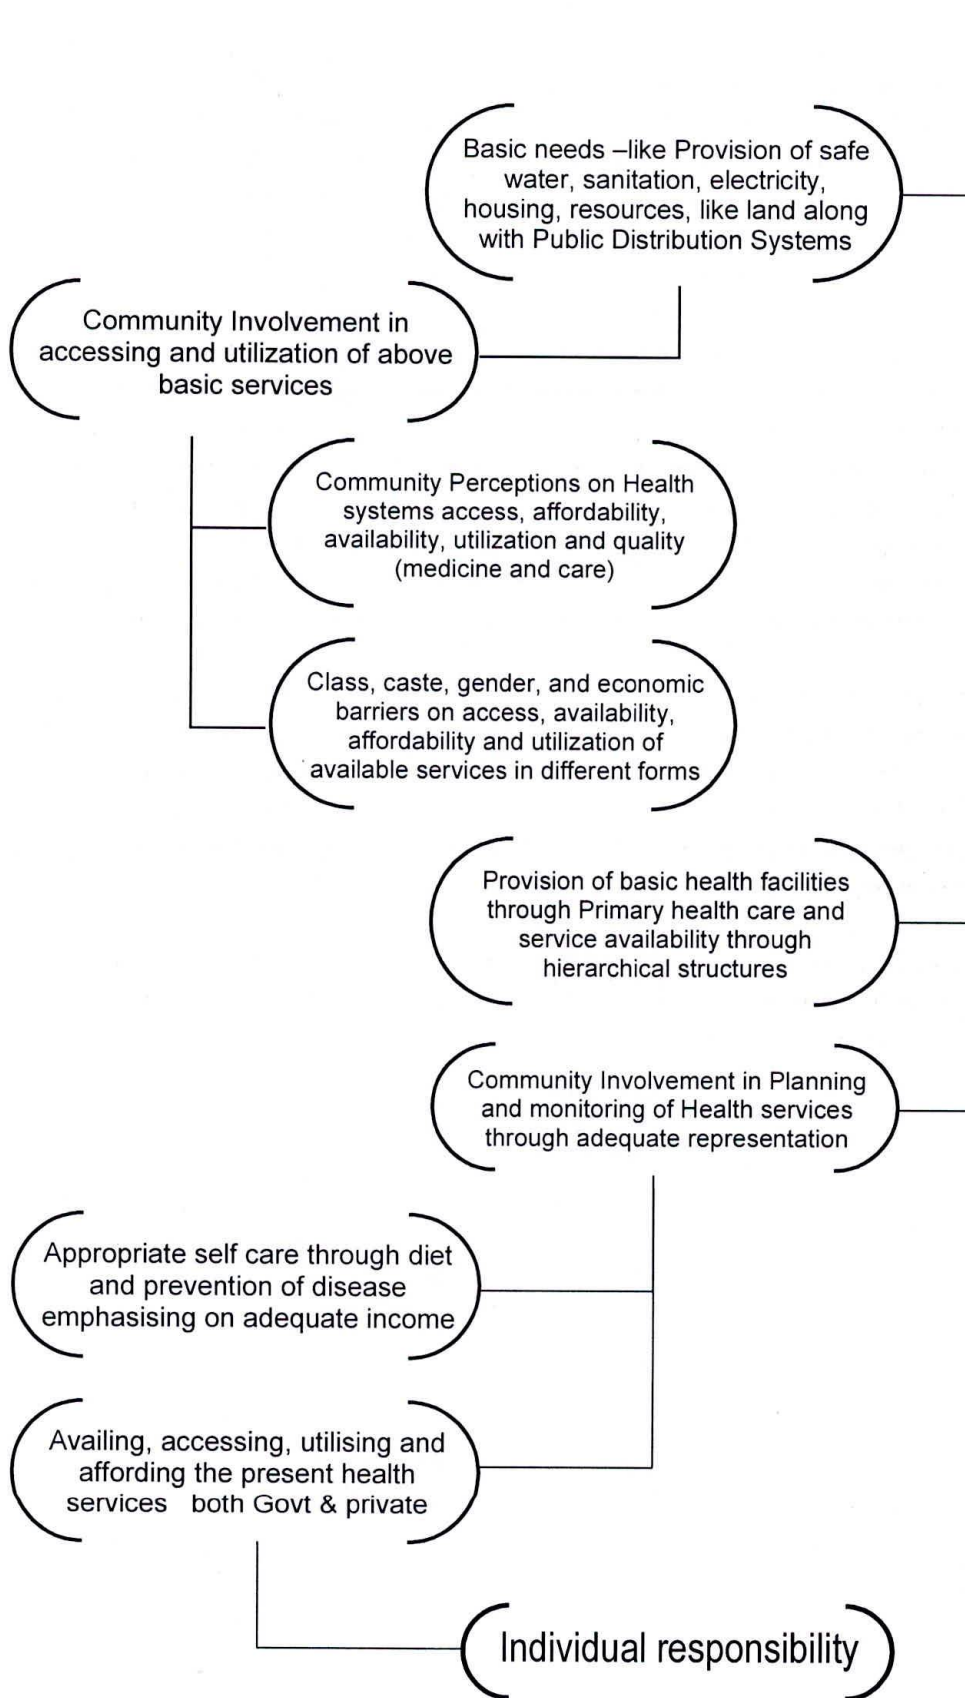 Basic needs –like Provision of safe
water, sanitation, electricity,
housing, resources, like land along
with Public Distribution Systems
Community Involvement in
accessing and utilization of above
basic services
Community Perceptions on Health
systems access, affordability,
availability, utilization and quality
(medicine and care)
Class, caste, gender, and economic
barriers on access, availability,
affordability and utilization of
available services in different forms
Provision of basic health facilities
through Primary health care and
service availability through
hierarchical structures
Community Involvement in Planning
and monitoring of Health services
through adequate representation
Appropriate self care through diet
and prevention of disease
emphasising on adequate income
Availing, accessing, utilising and
affording the present health
services both Govt & private
Individual responsibility